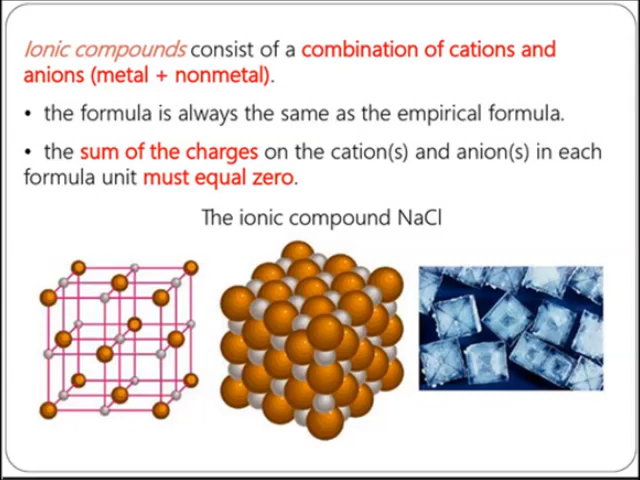 Ionic compounds consist of a combination of cations and
anions (metal + nonmetal).
• the formula is always the same as the empirical formula.
• the sum of the charges on the cation(s) and anion(s) in each
formula unit must equal zero.
The ionic compound NaCl